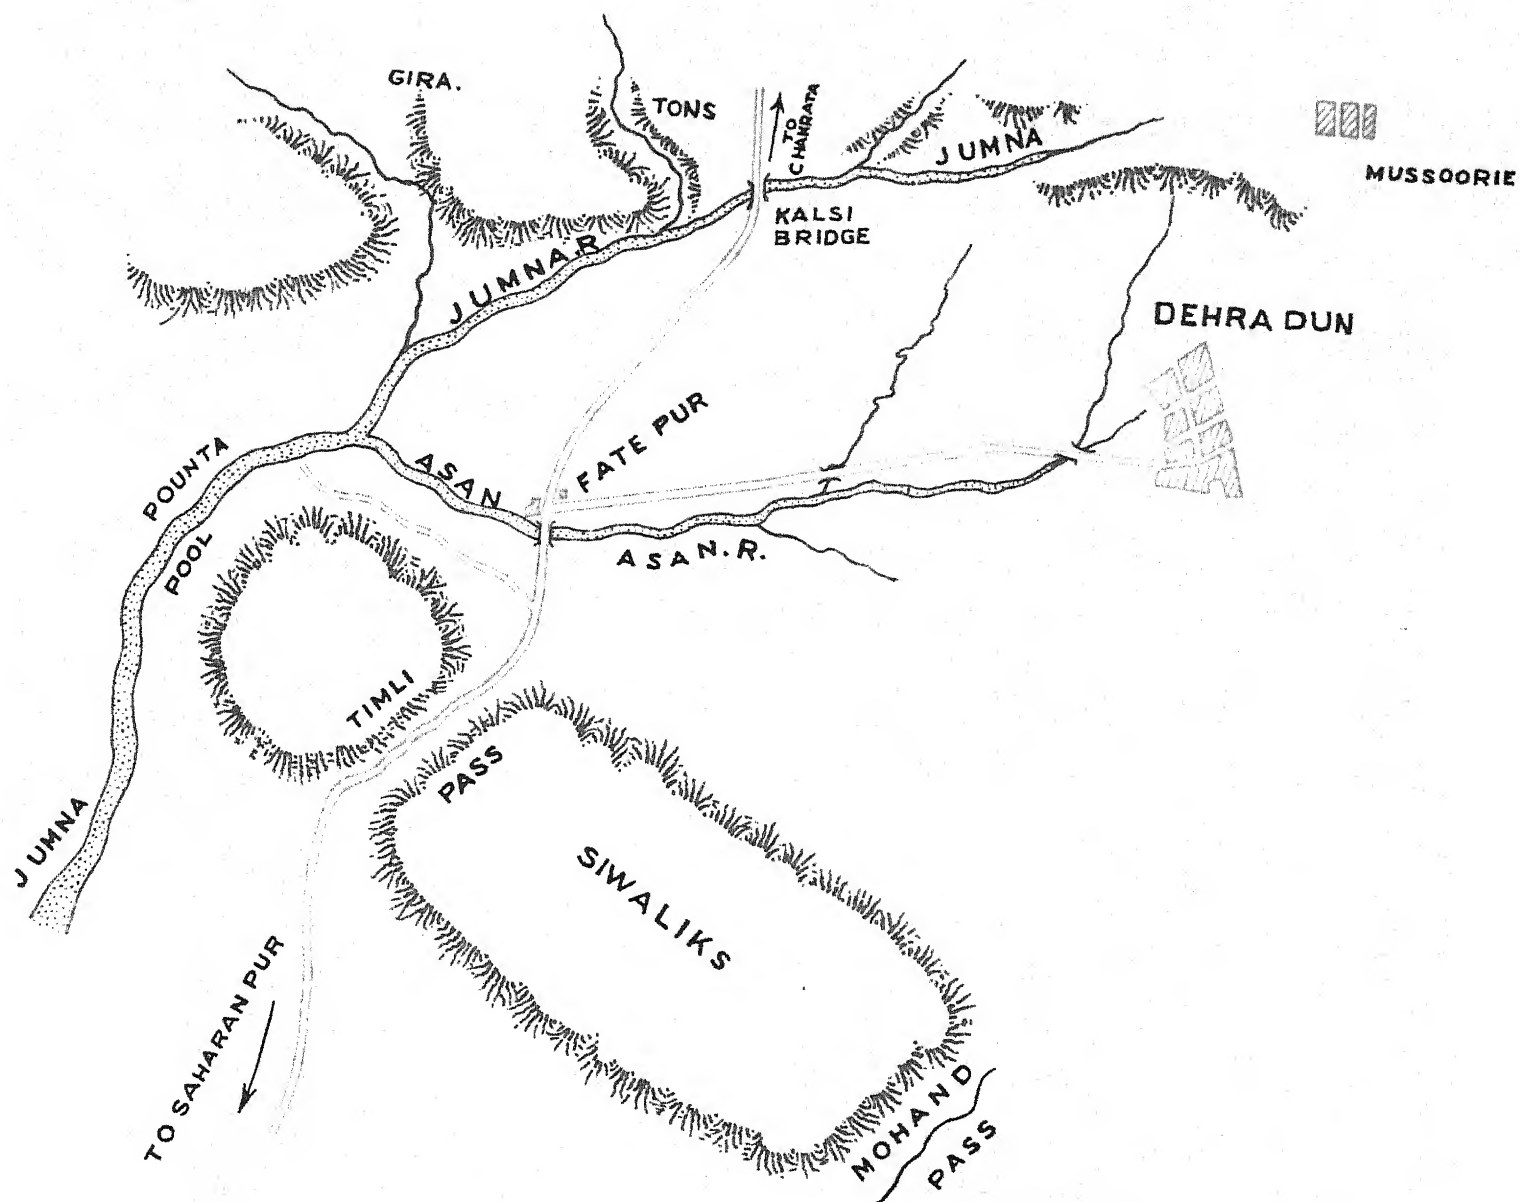 GIRA.
TONS
TO
CHAKRATA
JUMNA
MUSSOORIE
KALSI
BRIDGE
JUMNA.R
DEHRA DUN
FATE PUR
POUNTA
POOL
ASAN
ASAN.R.
TIMLI
PASS
JUMNA
SIWALIKS
TO SAHARAN PUR
MOHAND
PASS